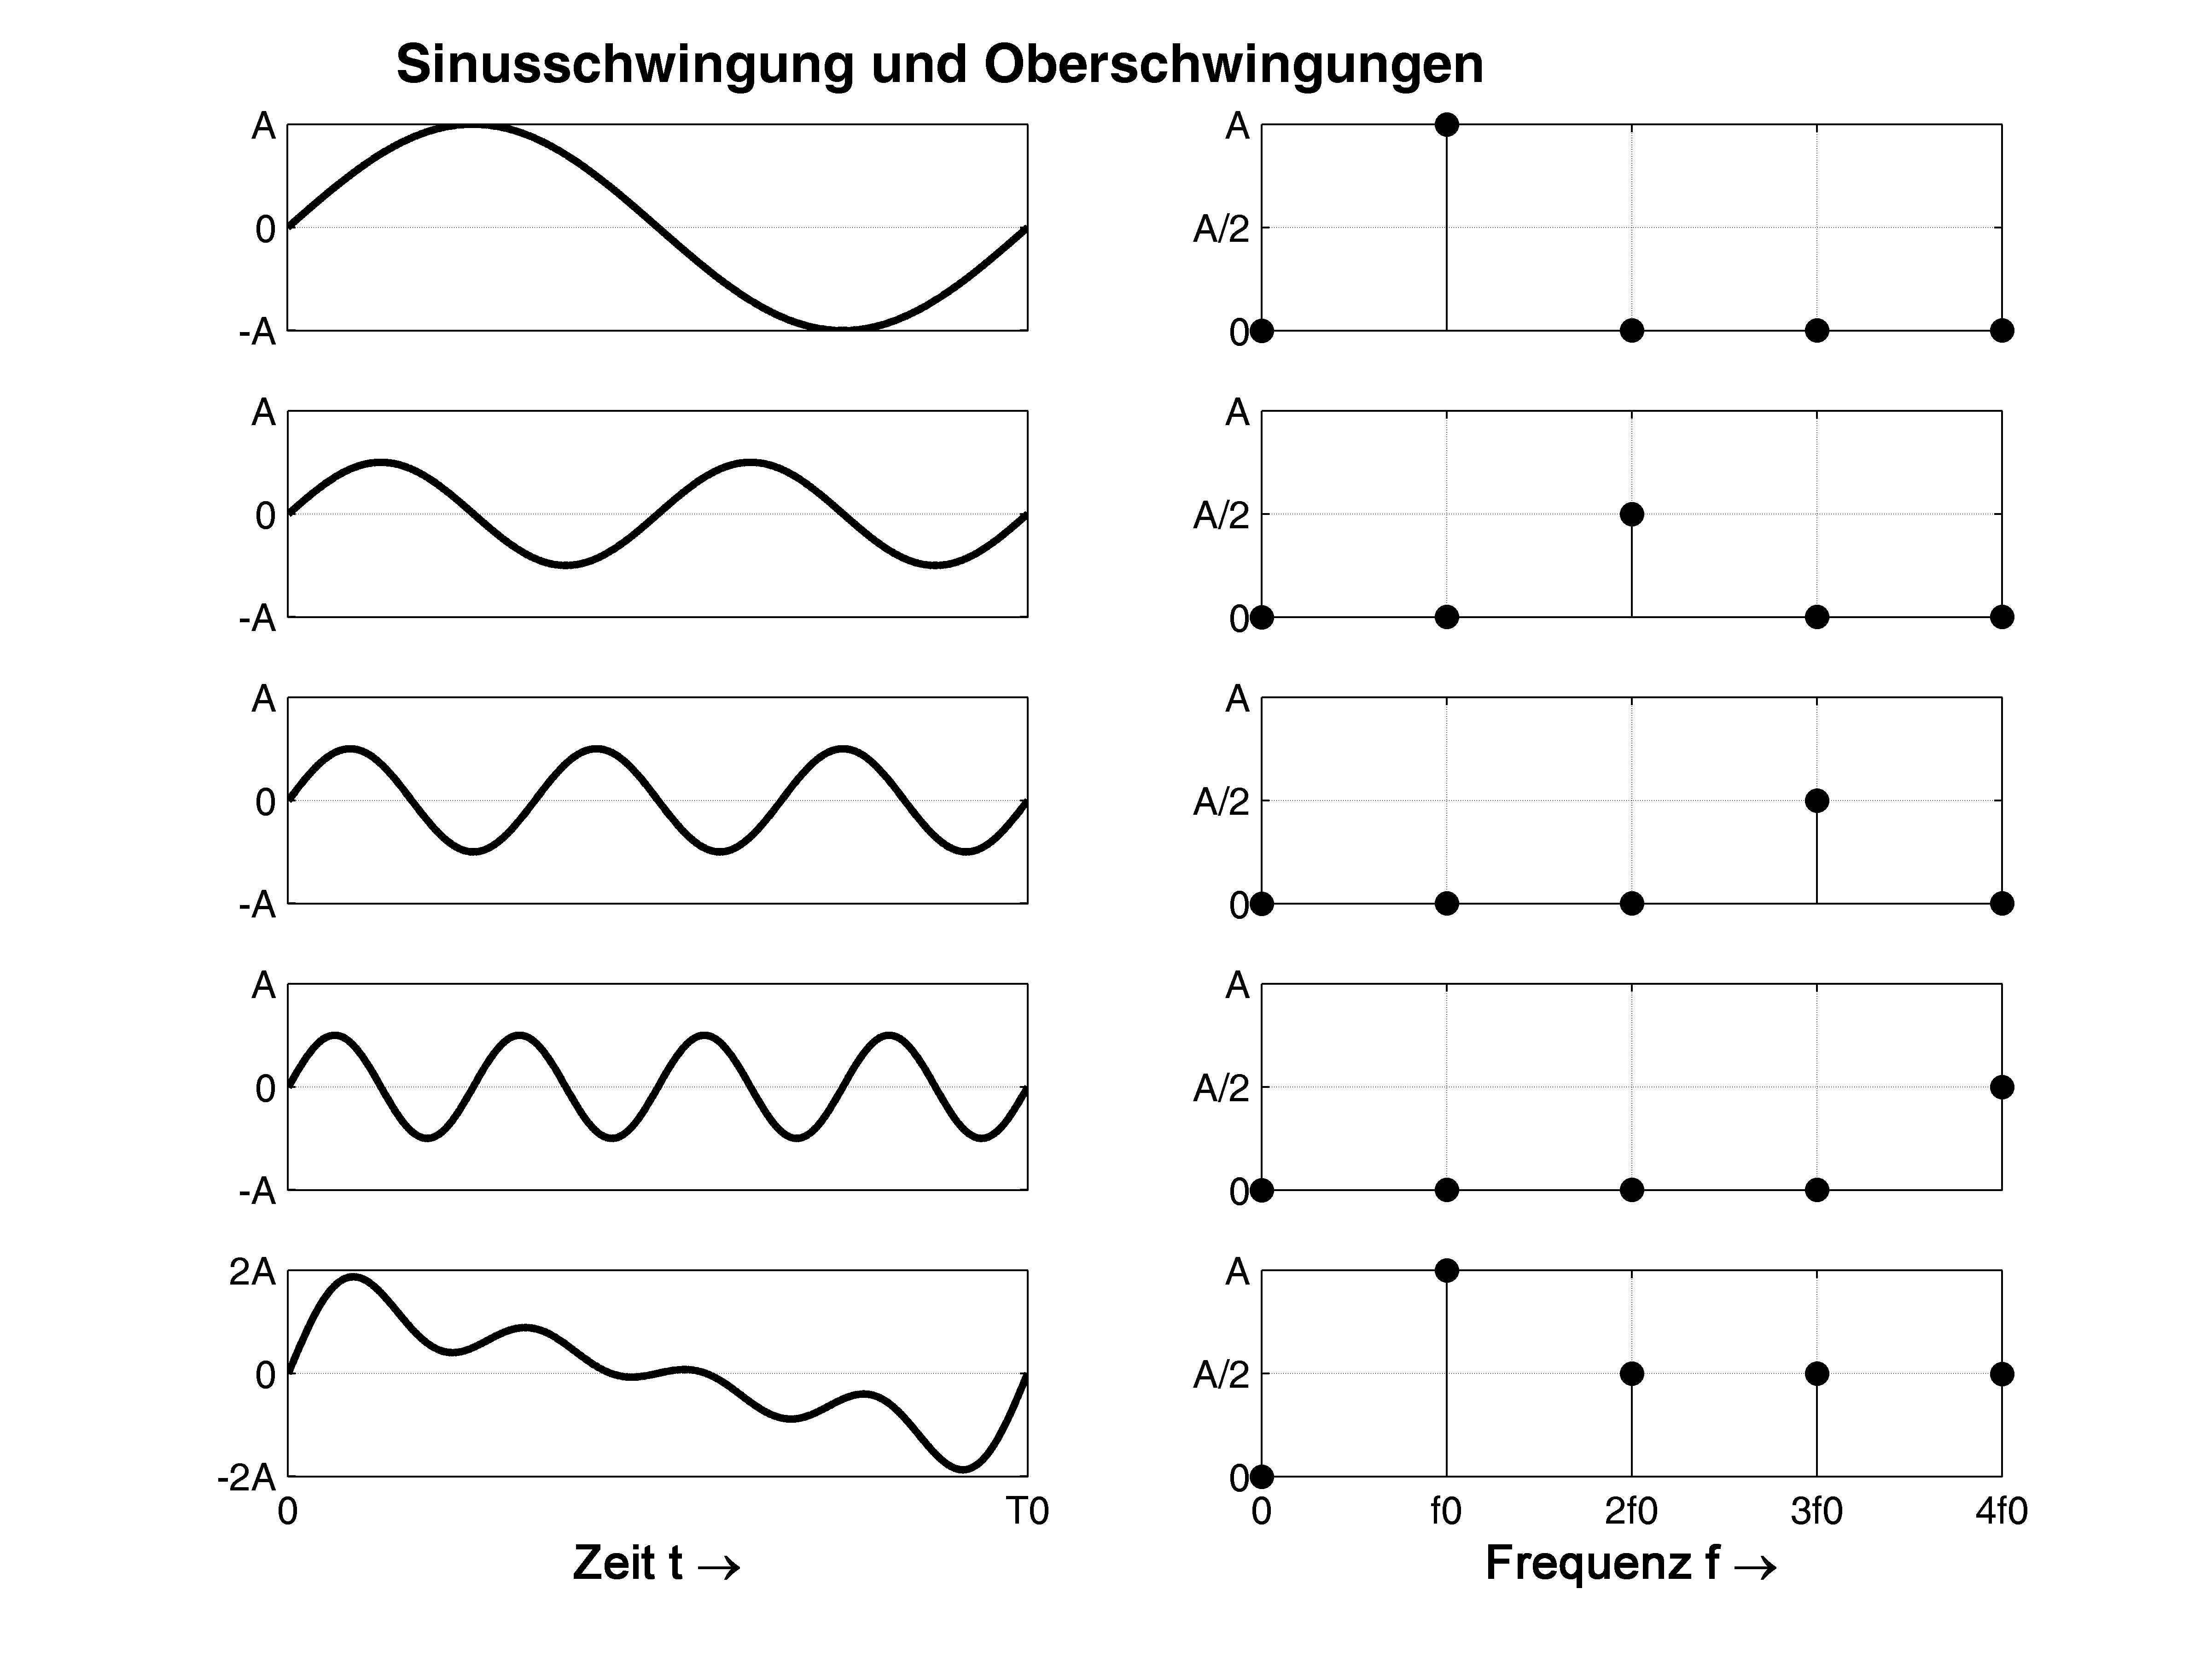 Sinusschwingung und Oberschwingungen
A
0
-A
A
A/2
0
A
0
-A
A
A/2
0
A
0
-A
A
A/2
0
A
0
-A
A
A/2
0
2A
0
-2A
0 T0
Zeit t →
A
A/2
0
0 f0 2f0 3f0 4f0
Frequenz f →